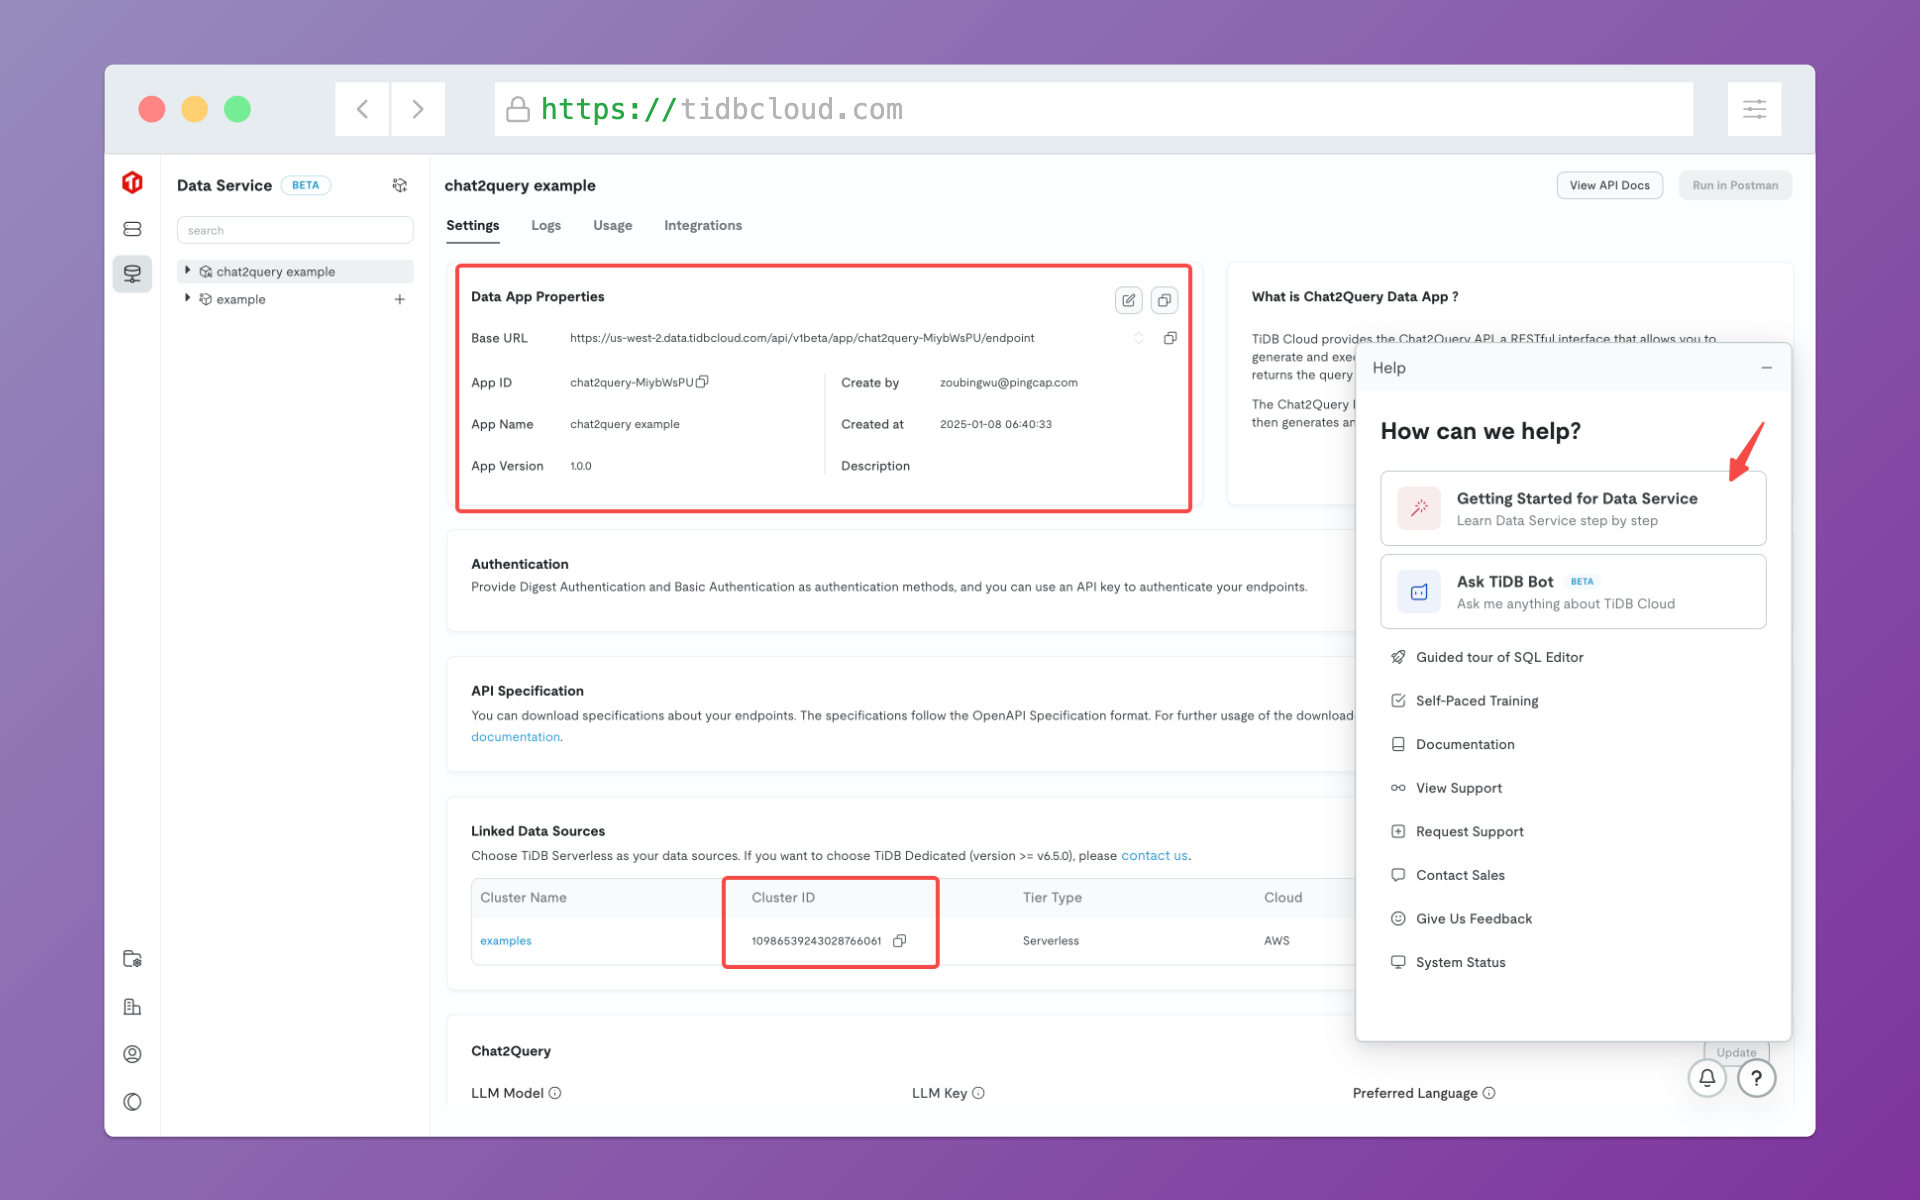 https://tidbcloud.com
Data Service BETA
search
chat2query example
example
chat2query example
View API Docs
Run in Postman
Settings Logs Usage Integrations
Data App Properties
Base URL https://us-west-2.data.tidbcloud.com/api/v1beta/app/chat2query-MiybWsPU/endpoint
App ID chat2query-MiybWsPU
Create by zoubingwu@pingcap.com
App Name chat2query example
Created at 2025-01-08 06:40:33
App Version 1.0.0
Description
What is Chat2Query Data App ?
TiDB Cloud provides the Chat2Query API, a RESTful interface that allows you to
generate and exe
returns the query
The Chat2Query
then generates an
Authentication
Provide Digest Authentication and Basic Authentication as authentication methods, and you can use an API key to authenticate your endpoints.
API Specification
You can download specifications about your endpoints. The specifications follow the OpenAPI Specification format. For further usage of the download
documentation.
Linked Data Sources
Choose TiDB Serverless as your data sources. If you want to choose TiDB Dedicated (version >= v6.5.0), please contact us.
Cluster Name Cluster ID Tier Type Cloud
examples 10986539243028766061 Serverless AWS
Chat2Query
Update
LLM Model LLM Key Preferred Language
Help
How can we help?
Getting Started for Data Service
Learn Data Service step by step
Ask TiDB Bot BETA
Ask me anything about TiDB Cloud
Guided tour of SQL Editor
Self-Paced Training
Documentation
View Support
Request Support
Contact Sales
Give Us Feedback
System Status